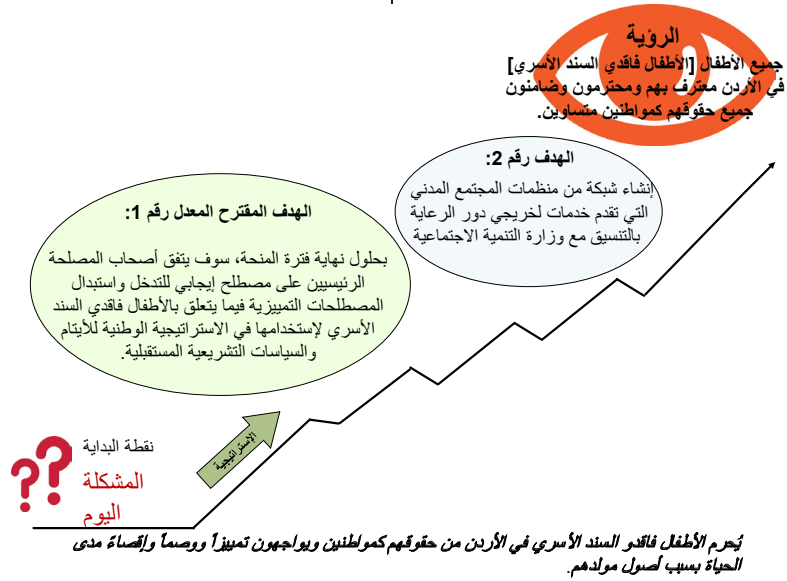 الرؤية
جميع الأطفال [الأطفال فاقدي السند الأسري]
في الأردن معترف بهم ومحترمون وضامنون
جميع حقوقهم كمواطنين متساوين.
الهدف رقم 2:
إنشاء شبكة من منظمات المجتمع المدني
التي تقدم خدمات لخريجي دور الرعاية
بالتنسيق مع وزارة التنمية الاجتماعية
الهدف المقترح المعدل رقم 1:
بحلول نهاية فترة المنحة، سوف يتفق أصحاب المصلحة
الرئيسيين على مصطلح إيجابي للتدخل واستبدال
المصطلحات التمييزية فيما يتعلق بالأطفال فاقدي السند
الأسري لإستخدامها في الاستراتيجية الوطنية للأيتام
والسياسات التشريعية المستقبلية.
الإستراتيجية
نقطة البداية
المشكلة
اليوم
??
يُحرم الأطفال فاقدو السند الأسري في الأردن من حقوقهم كمواطنين ويواجهون تمييزاً ووصماً وإقصاءً مدى
الحياة بسبب أصول مولدهم.